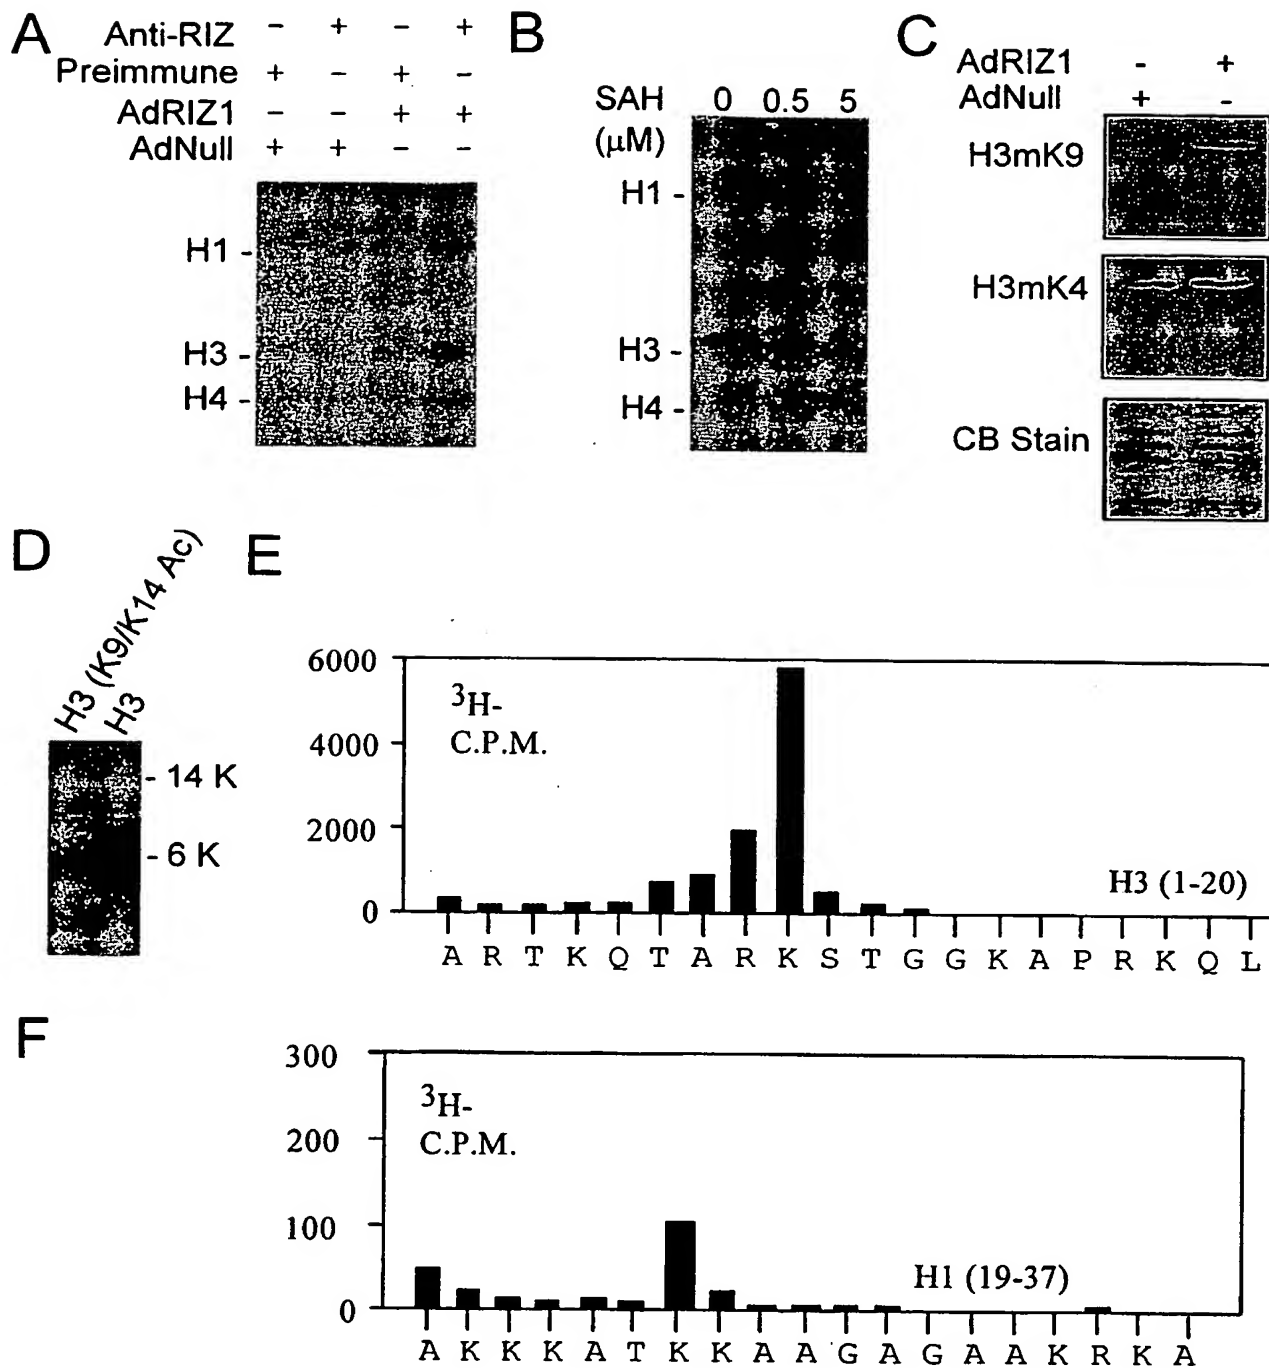 A
Anti-RIZ - + - +
Preimmune + - + -
AdRIZ1 - - + +
AdNull + + - -
H1 -
H3 -
H4 -
B
SAH 0 0.5 5
(μM)
H1 -
H3 -
H4 -
C
AdRIZ1 - +
AdNull + -
H3mK9
H3mK4
CB Stain
D
H3 (K9/K14 Ac)
H3
- 14 K
- 6 K
E
6000
4000
2000
0
³H-
C.P.M.
H3 (1-20)
A R T K Q T A R K S T G G K A P R K Q L
F
300
200
100
0
³H-
C.P.M.
H1 (19-37)
A K K K A T K K A A G A G A A K R K A